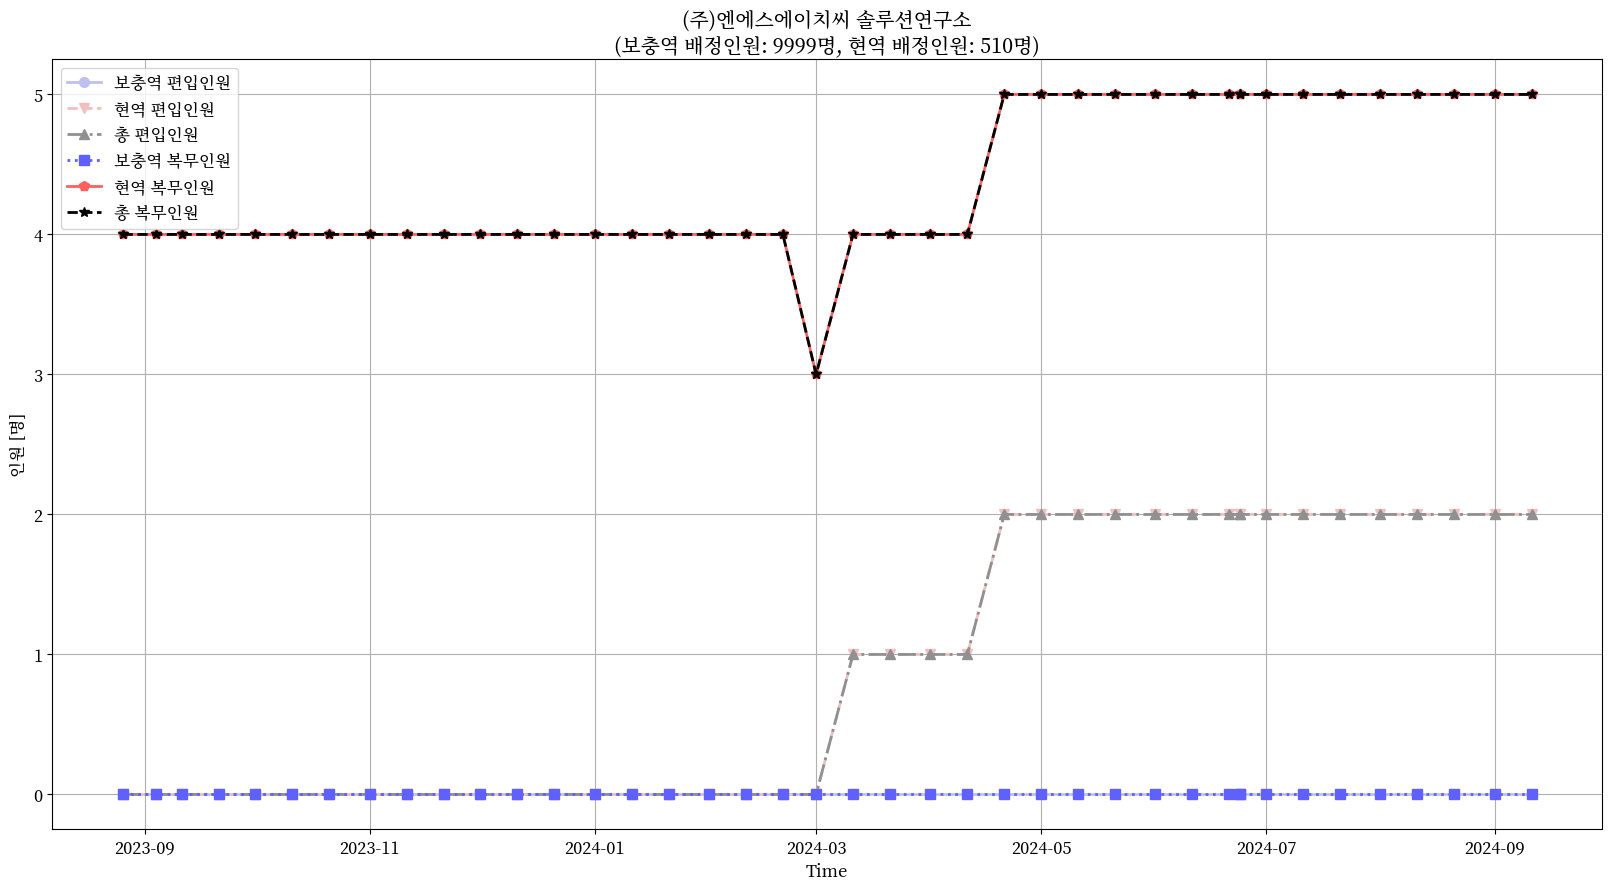 (주)엔에스에이치씨 솔루션연구소
(보충역 배정인원: 9999명, 현역 배정인원: 510명)
보충역 편입인원
현역 편입인원
총 편입인원
보충역 복무인원
현역 복무인원
총 복무인원
인원 [명]
5
4
3
2
1
0
2023-09
2023-11
2024-01
2024-03
2024-05
2024-07
2024-09
Time